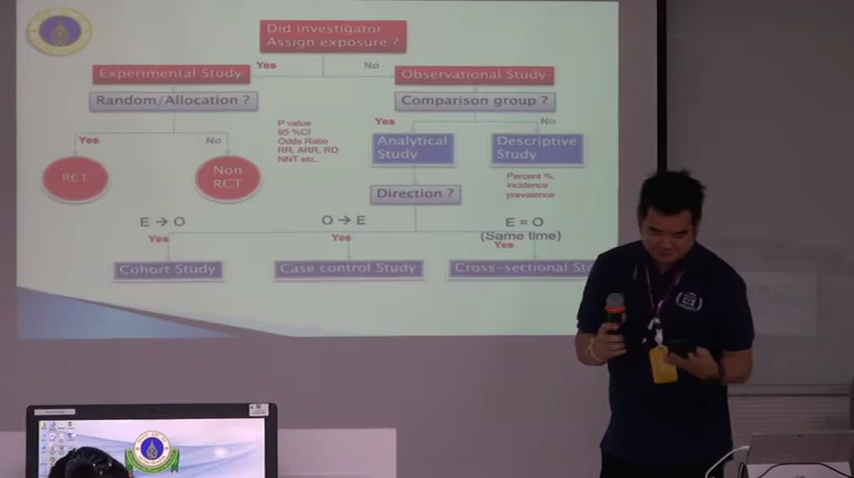 Did investigator
Assign exposure ?
Yes
No
Experimental Study
Observational Study
Random/Allocation ?
Comparison group ?
Yes
No
Yes
No
P value
95 %CI
Odds Ratio
RR, ARR, RD
NNT etc..
Analytical
Study
Descriptive
Study
RCT
Non
RCT
Percent %,
incidence
prevalence
Direction ?
E → O
O → E
E = O
(Same time)
Yes
Yes
Yes
Cohort Study
Case control Study
Cross-sectional St